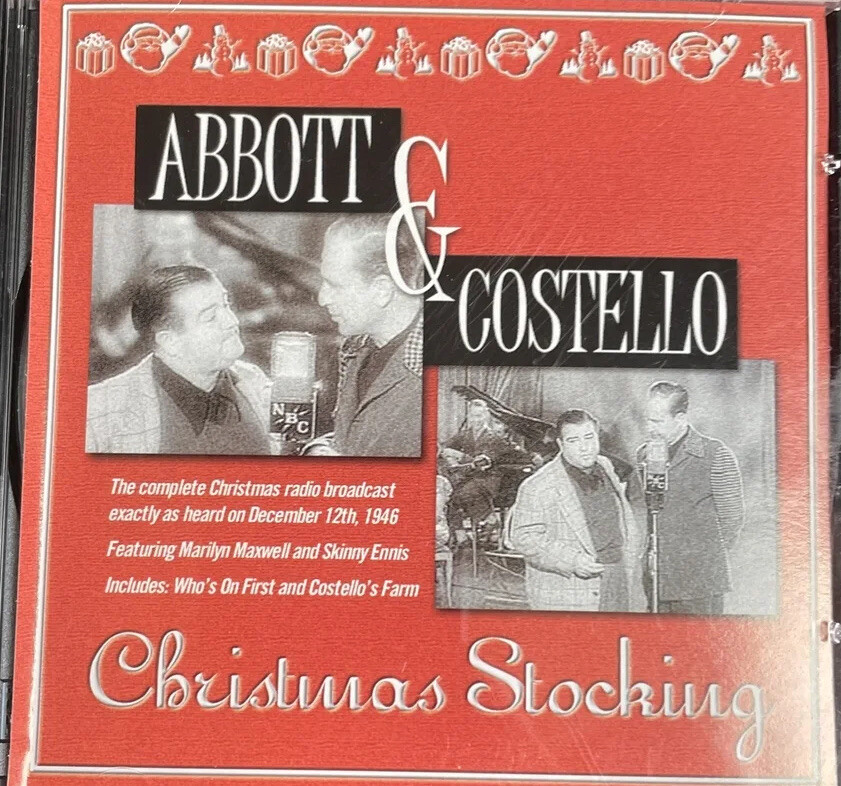 ABBOTT
&
COSTELLO
NBC
NBC
The complete Christmas radio broadcast
exactly as heard on December 12th, 1946
Featuring Marilyn Maxwell and Skinny Ennis
Includes: Who's On First and Costello's Farm
Christmas Stocking